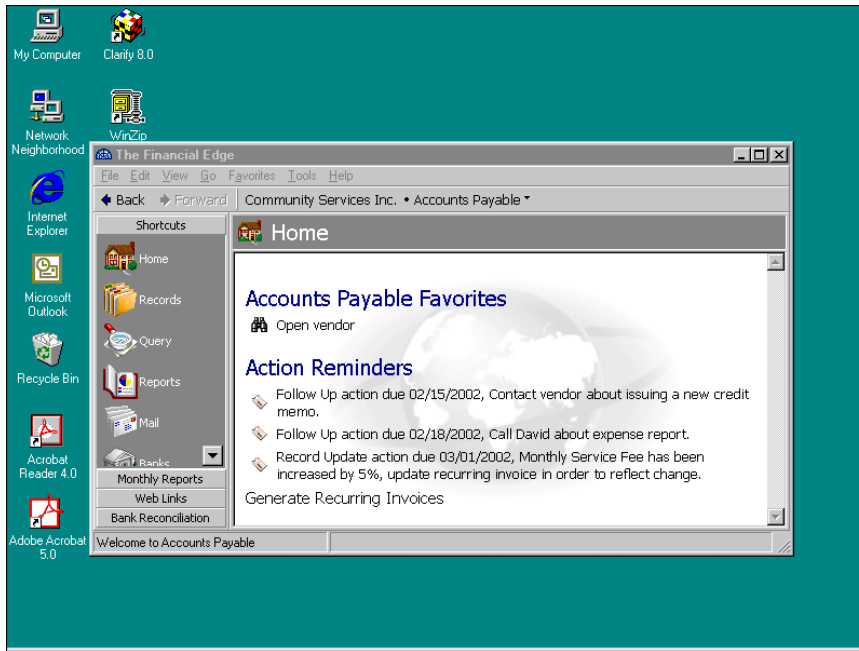 My Computer
Clarify 8.0
Network
Neighborhood
WinZip
Internet
Explorer
Microsoft
Outlook
Recycle Bin
Acrobat
Reader 4.0
Adobe Acrobat
5.0
The Financial Edge
File Edit View Go Favorites Tools Help
Back Forward Community Services Inc. • Accounts Payable
Shortcuts
Home
Records
Query
Reports
Mail
Banks
Monthly Reports
Web Links
Bank Reconciliation
Home
Accounts Payable Favorites
Open vendor
Action Reminders
Follow Up action due 02/15/2002, Contact vendor about issuing a new credit
memo.
Follow Up action due 02/18/2002, Call David about expense report.
Record Update action due 03/01/2002, Monthly Service Fee has been
increased by 5%, update recurring invoice in order to reflect change.
Generate Recurring Invoices
Welcome to Accounts Payable